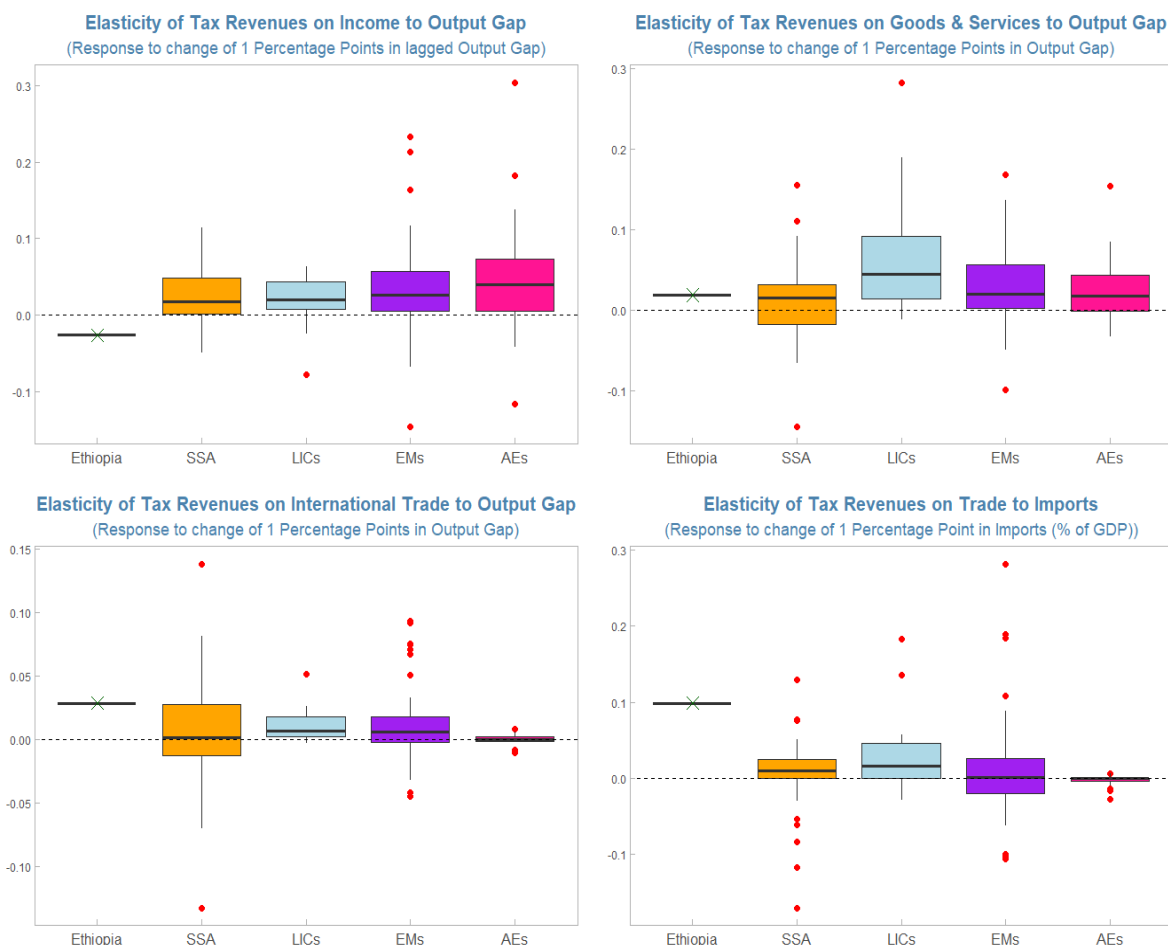 Elasticity of Tax Revenues on Income to Output Gap
(Response to change of 1 Percentage Points in lagged Output Gap)
0.3
0.2
0.1
0.0
-0.1
Ethiopia SSA LICs EMs AEs
Elasticity of Tax Revenues on Goods & Services to Output Gap
(Response to change of 1 Percentage Points in Output Gap)
0.3
0.2
0.1
0.0
-0.1
Ethiopia SSA LICs EMs AEs
Elasticity of Tax Revenues on International Trade to Output Gap
(Response to change of 1 Percentage Points in Output Gap)
0.15
0.10
0.05
0.00
-0.05
-0.10
Ethiopia SSA LICs EMs AEs
Elasticity of Tax Revenues on Trade to Imports
(Response to change of 1 Percentage Point in Imports (% of GDP))
0.3
0.2
0.1
0.0
-0.1
Ethiopia SSA LICs EMs AEs